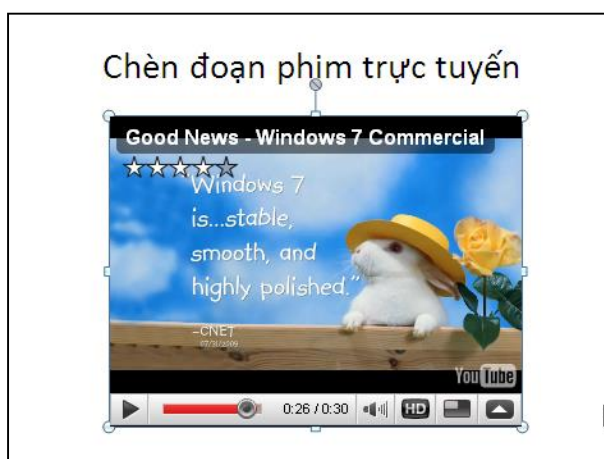 Chèn đoạn phim trực tuyến
Good News - Windows 7 Commercial
"Windows 7
is...stable,
smooth, and
highly polished."
–CNET
YouTube
0:26 / 0:30
HD